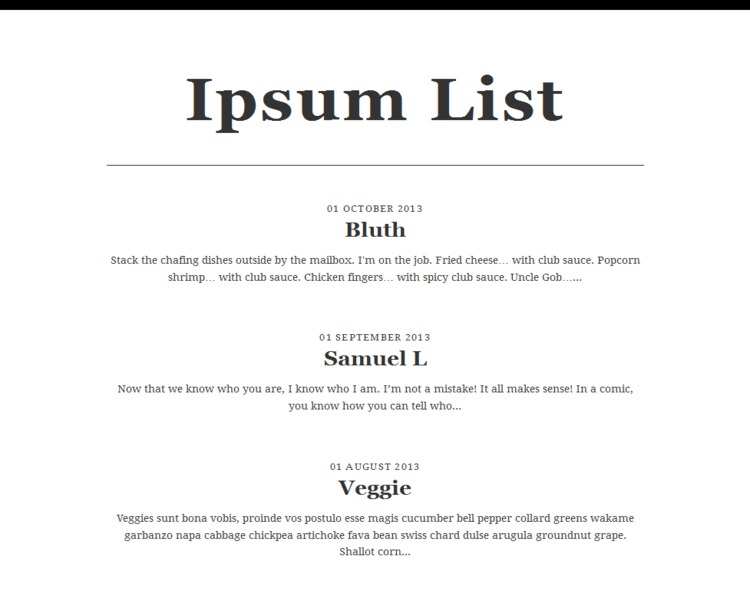 Ipsum List
01 OCTOBER 2013
Bluth
Stack the chafing dishes outside by the mailbox. I'm on the job. Fried cheese… with club sauce. Popcorn
shrimp… with club sauce. Chicken fingers… with spicy club sauce. Uncle Gob……
01 SEPTEMBER 2013
Samuel L
Now that we know who you are, I know who I am. I'm not a mistake! It all makes sense! In a comic,
you know how you can tell who…
01 AUGUST 2013
Veggie
Veggies sunt bona vobis, proinde vos postulo esse magis cucumber bell pepper collard greens wakame
garbanzo napa cabbage chickpea artichoke fava bean swiss chard dulse arugula groundnut grape.
Shallot corn…